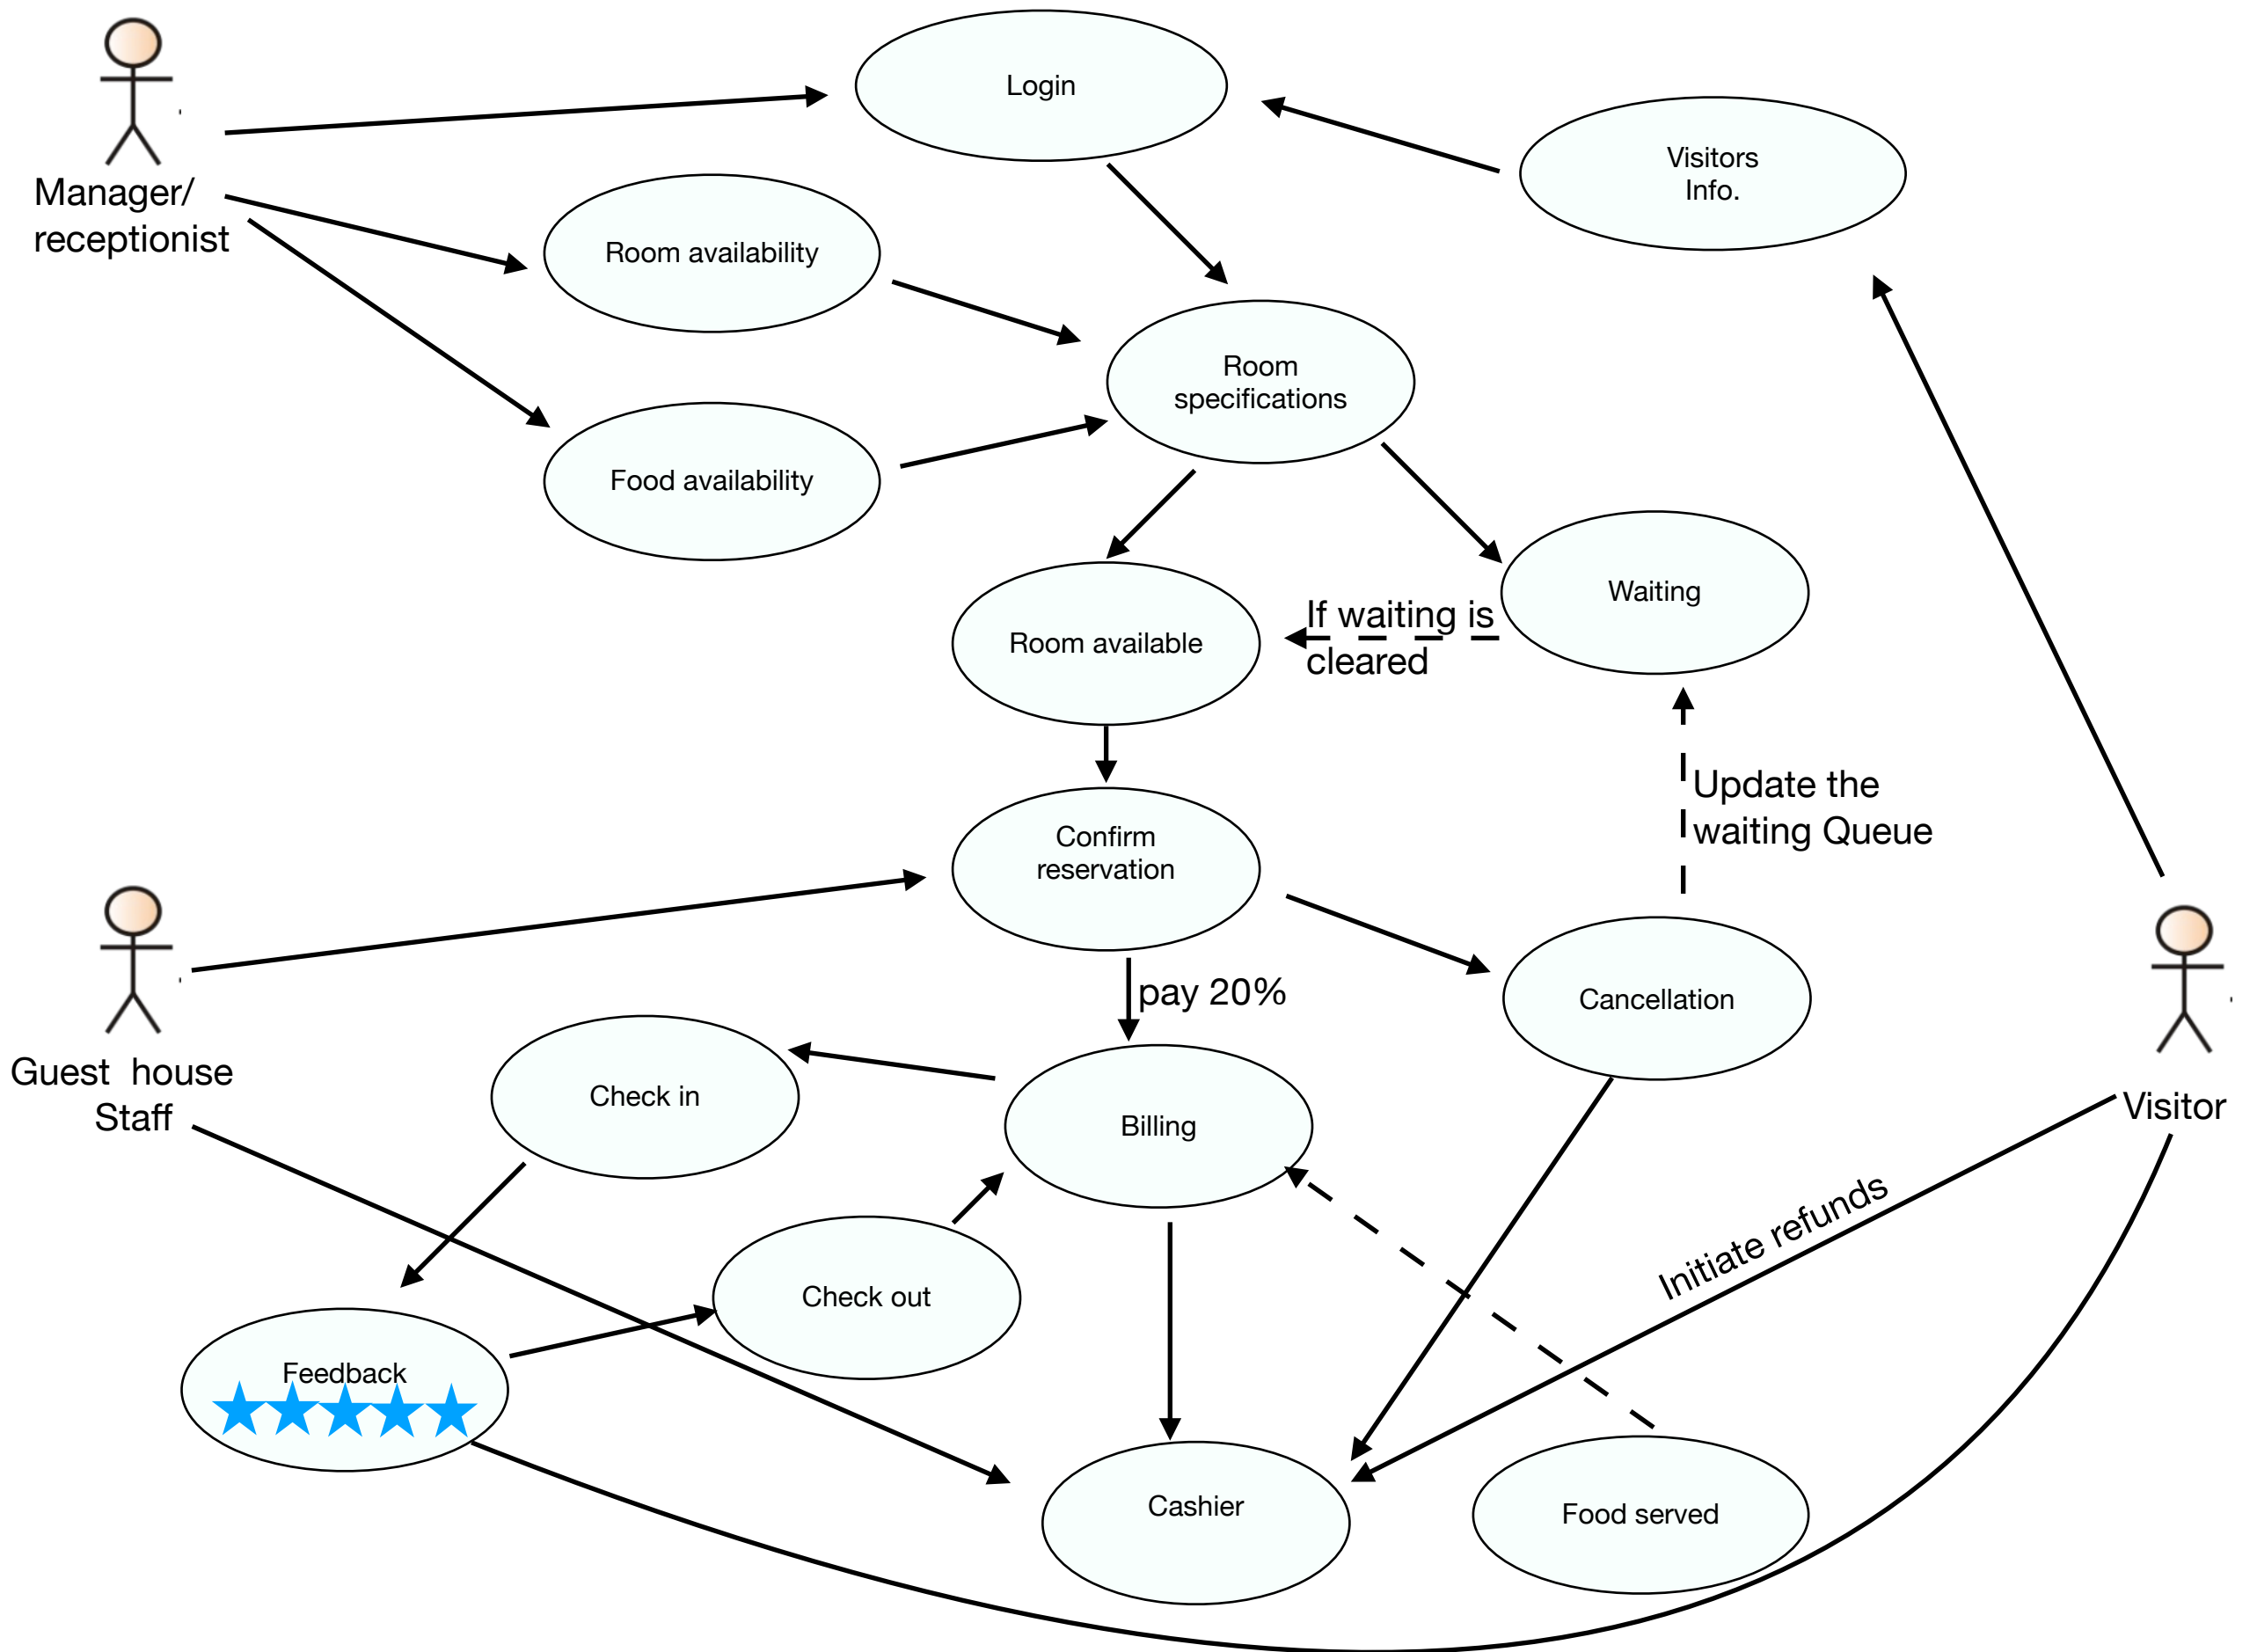 Login
Visitors
Info.
Manager/
receptionist
Room availability
Room
specifications
Food availability
Waiting
If waiting is
cleared
Room available
Update the
waiting Queue
Confirm
reservation
pay 20%
Cancellation
Guest house
Staff
Check in
Billing
Visitor
Initiate refunds
Check out
Feedback
Cashier
Food served